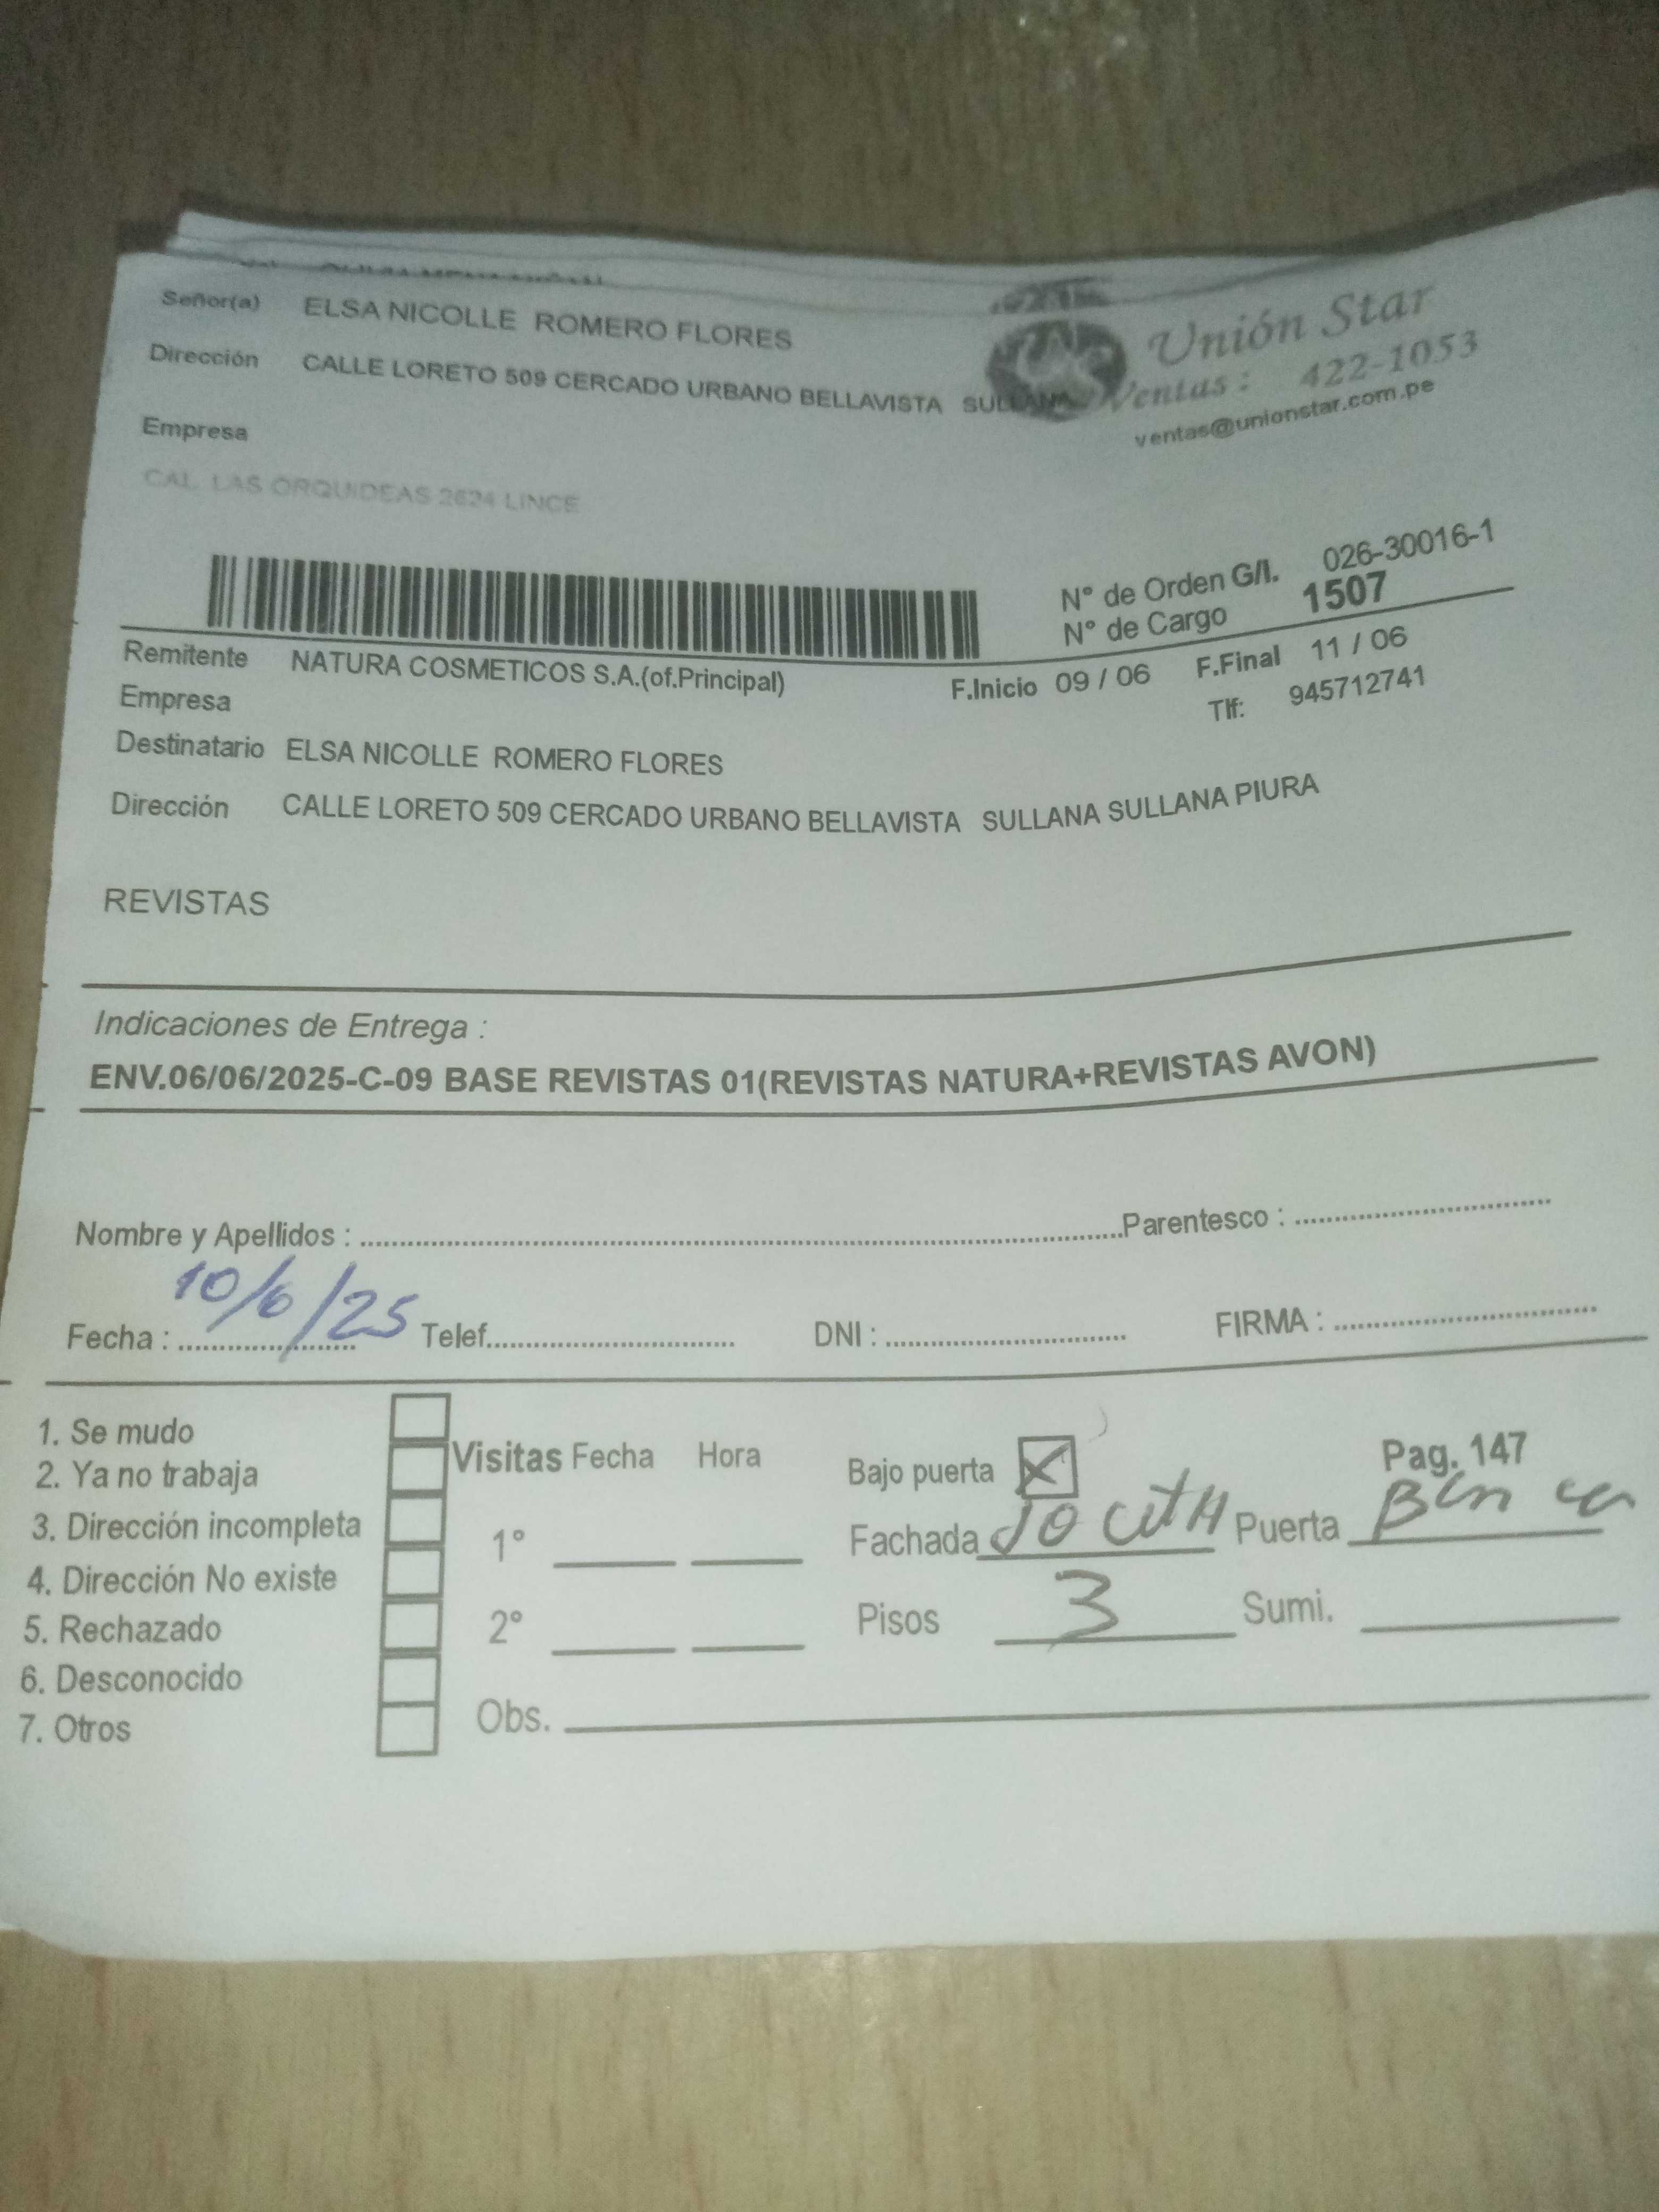 Señor(a) ELSA NICOLLE ROMERO FLORES
Dirección CALLE LORETO 509 CERCADO URBANO BELLAVISTA SULLANA
Empresa
CAL. LAS ORQUIDEAS 2624 LINCE
Unión Star
Ventas : 422-1053
ventas@unionstar.com.pe
N° de Orden G/I. 026-30016-1
N° de Cargo 1507
Remitente NATURA COSMETICOS S.A.(of.Principal)
F.Inicio 09 / 06 F.Final 11 / 06
Empresa
Tlf: 945712741
Destinatario ELSA NICOLLE ROMERO FLORES
Dirección CALLE LORETO 509 CERCADO URBANO BELLAVISTA SULLANA SULLANA PIURA
REVISTAS
Indicaciones de Entrega :
ENV.06/06/2025-C-09 BASE REVISTAS 01(REVISTAS NATURA+REVISTAS AVON)
Nombre y Apellidos : Parentesco :
Fecha : 10/6/25 Telef. DNI : FIRMA :
1. Se mudo
2. Ya no trabaja
3. Dirección incompleta
4. Dirección No existe
5. Rechazado
6. Desconocido
7. Otros
Visitas Fecha Hora
1°
2°
Obs.
Bajo puerta X Pag. 147
Fachada Puerta
Pisos 3 Sumi.